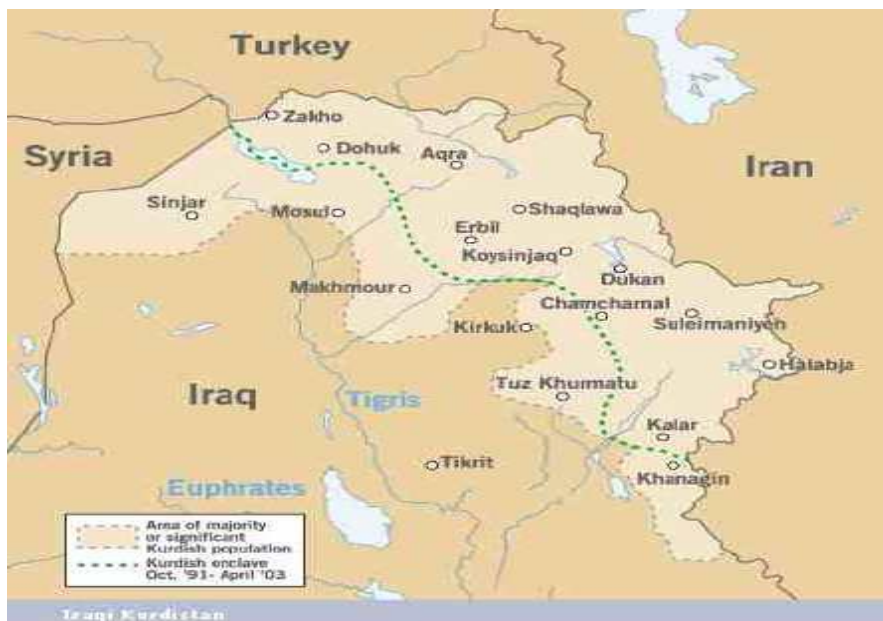 Turkey
Zakho
Syria
Dohuk
Aqra
Iran
Sinjar
Mosul
Shaqlawa
Erbil
Koysinjaq
Dukan
Makhmour
Chamchamal
Kirkuk
Suleimaniyeh
Halabja
Iraq
Tigris
Tuz Khurmatu
Kalar
Tikrit
Khanagin
Euphrates
Area of majority
or significant
Kurdish population
Kurdish enclave
Oct. '91- April '03
Iraqi Kurdistan